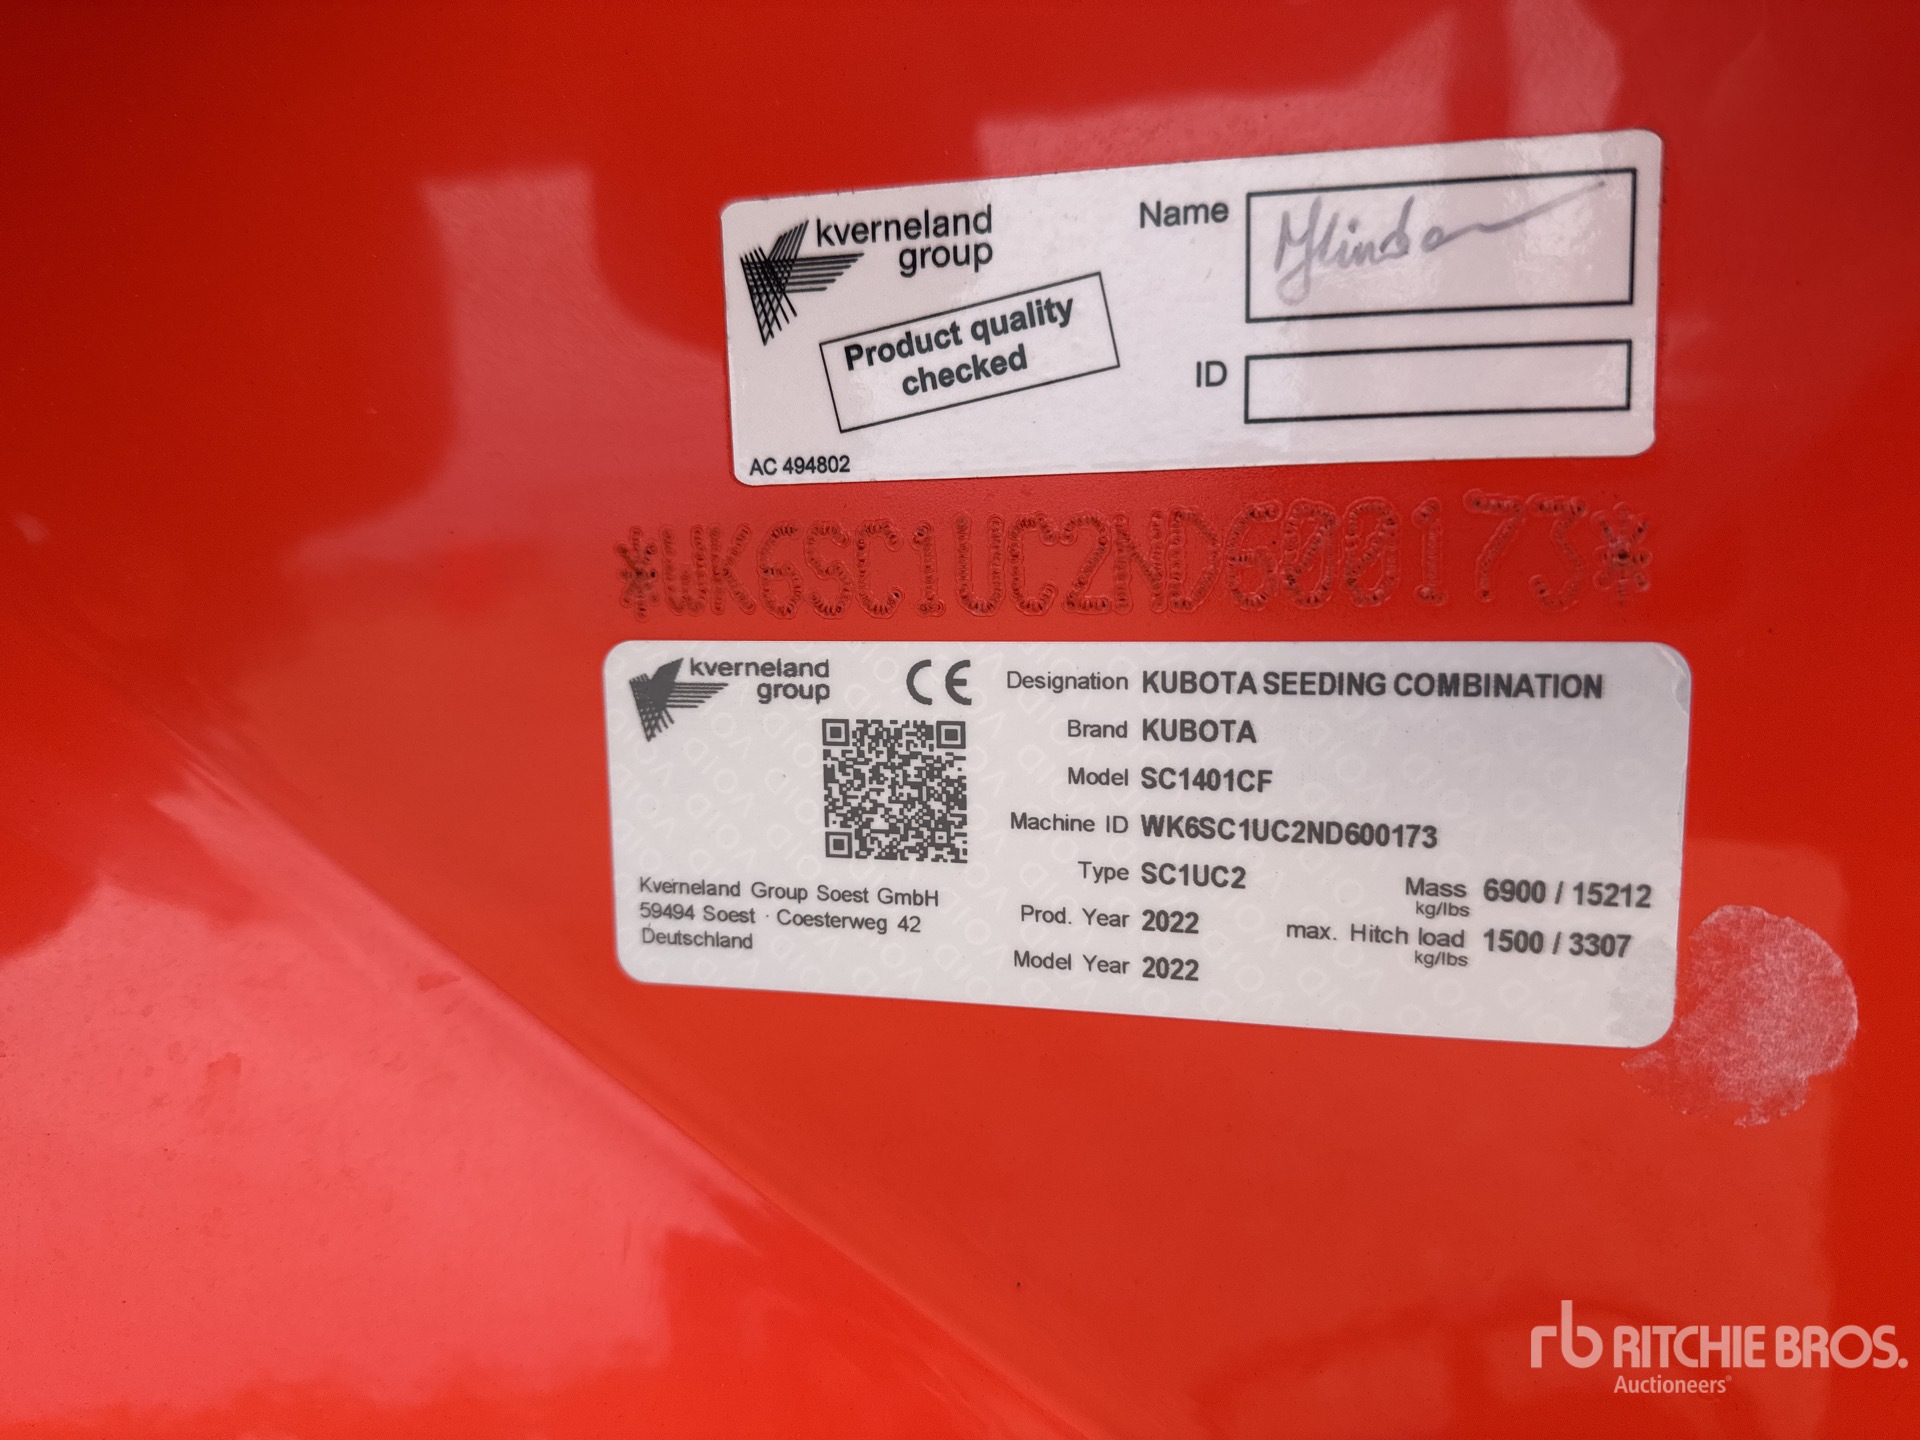 kverneland
group
Product quality
checked
AC 494802
Name
ID
*WK6SC1UC2ND600173*
kverneland
group
CE
Kverneland Group Soest GmbH
59494 Soest · Coesterweg 42
Deutschland
Designation KUBOTA SEEDING COMBINATION
Brand KUBOTA
Model SC1401CF
Machine ID WK6SC1UC2ND600173
Type SC1UC2
Prod. Year 2022
Model Year 2022
Mass 6900 / 15212
kg/lbs
max. Hitch load 1500 / 3307
kg/lbs
rb RITCHIE BROS.
Auctioneers